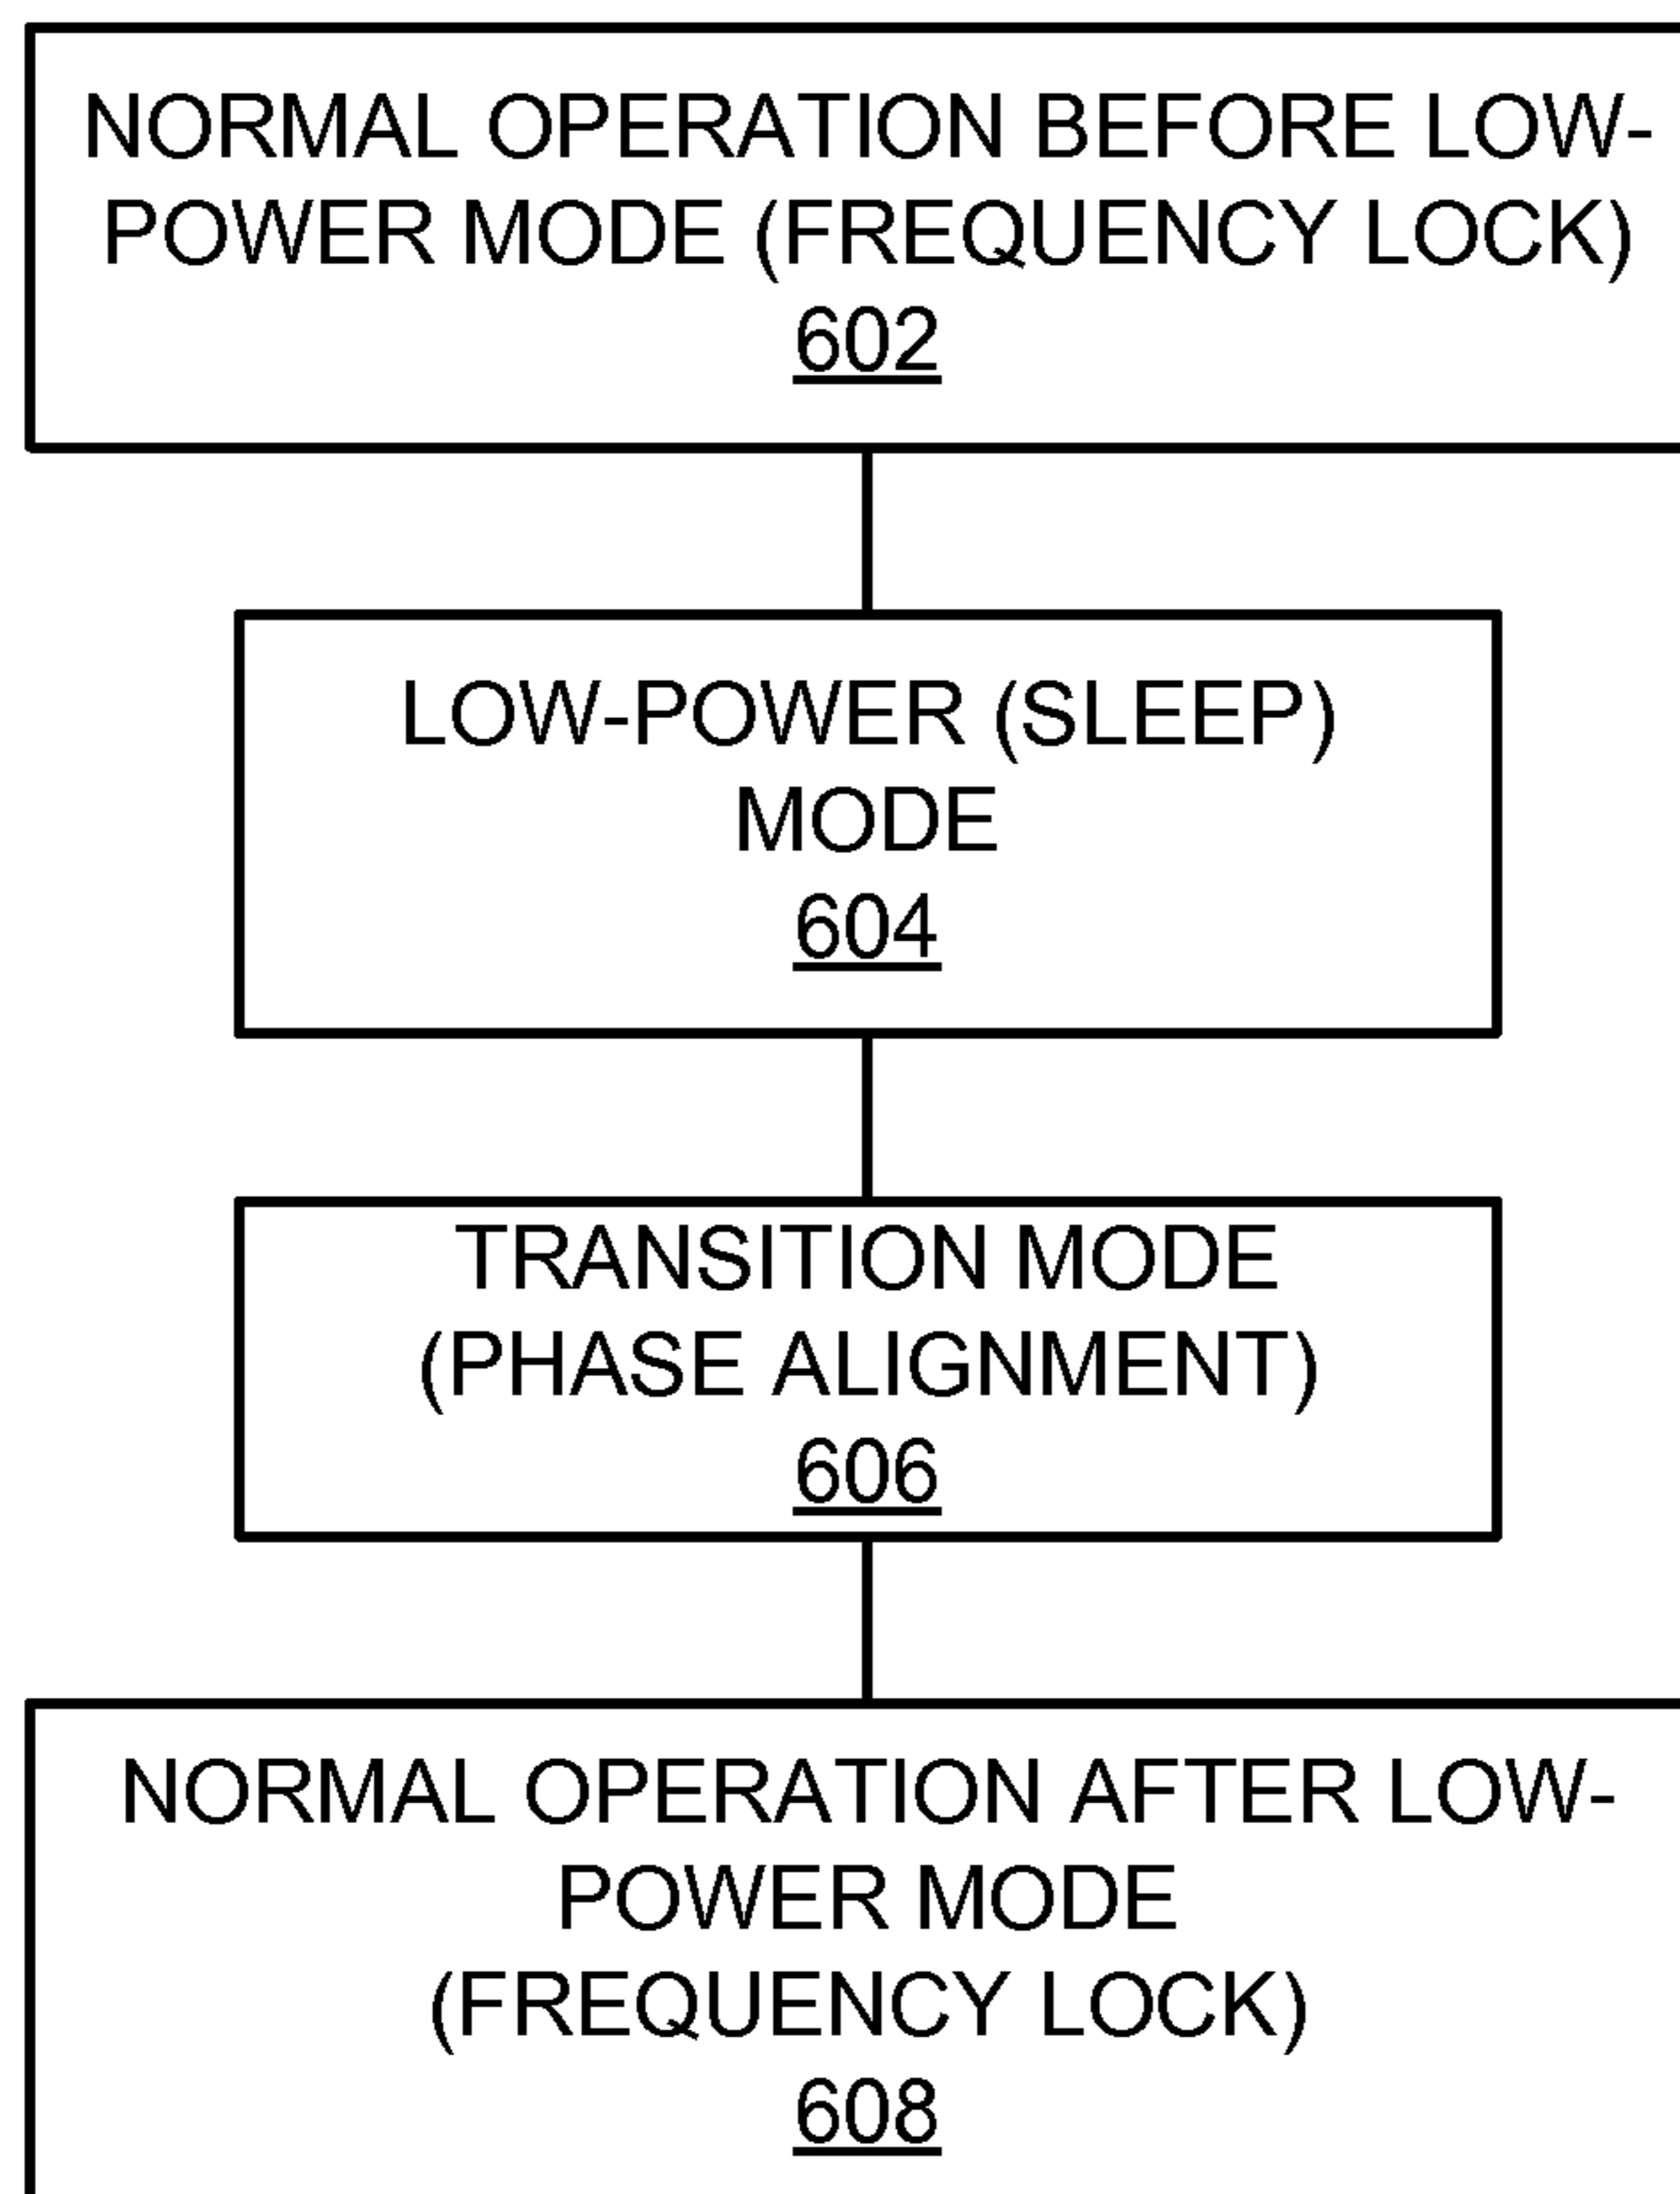 NORMAL OPERATION BEFORE LOW-
POWER MODE (FREQUENCY LOCK)
602
LOW-POWER (SLEEP)
MODE
604
TRANSITION MODE
(PHASE ALIGNMENT)
606
NORMAL OPERATION AFTER LOW-
POWER MODE
(FREQUENCY LOCK)
608